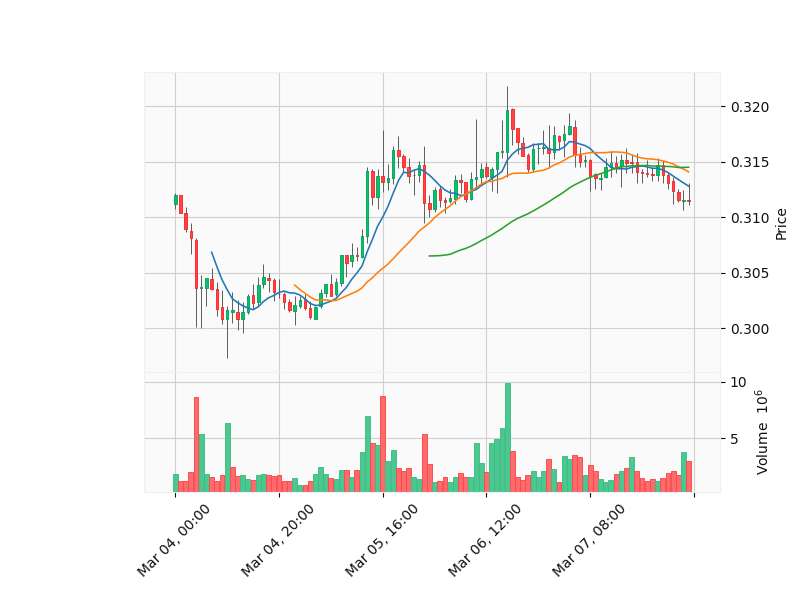 0.320
0.315
0.310
0.305
0.300
Price
10
5
Volume 10^6
Mar 04, 00:00
Mar 04, 20:00
Mar 05, 16:00
Mar 06, 12:00
Mar 07, 08:00